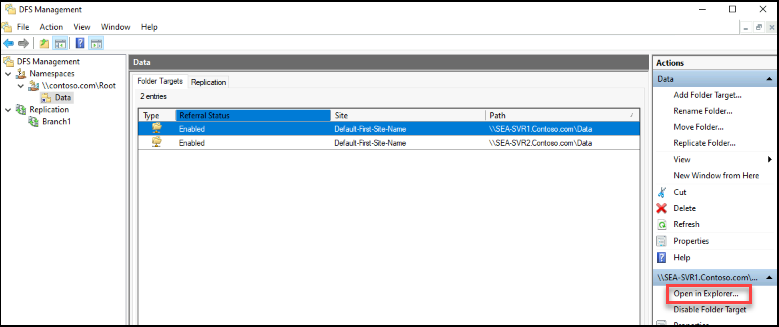 DFS Management
File Action View Window Help
DFS Management
Namespaces
\\contoso.com\Root
Data
Replication
Branch1
Data
Folder Targets Replication
2 entries
Type Referral Status Site Path
Enabled Default-First-Site-Name \\SEA-SVR1.Contoso.com\Data
Enabled Default-First-Site-Name \\SEA-SVR2.Contoso.com\Data
Actions
Data
Add Folder Target...
Rename Folder...
Move Folder...
Replicate Folder...
View
New Window from Here
Cut
Delete
Refresh
Properties
Help
\\SEA-SVR1.Contoso.com\...
Open in Explorer...
Disable Folder Target
Properties